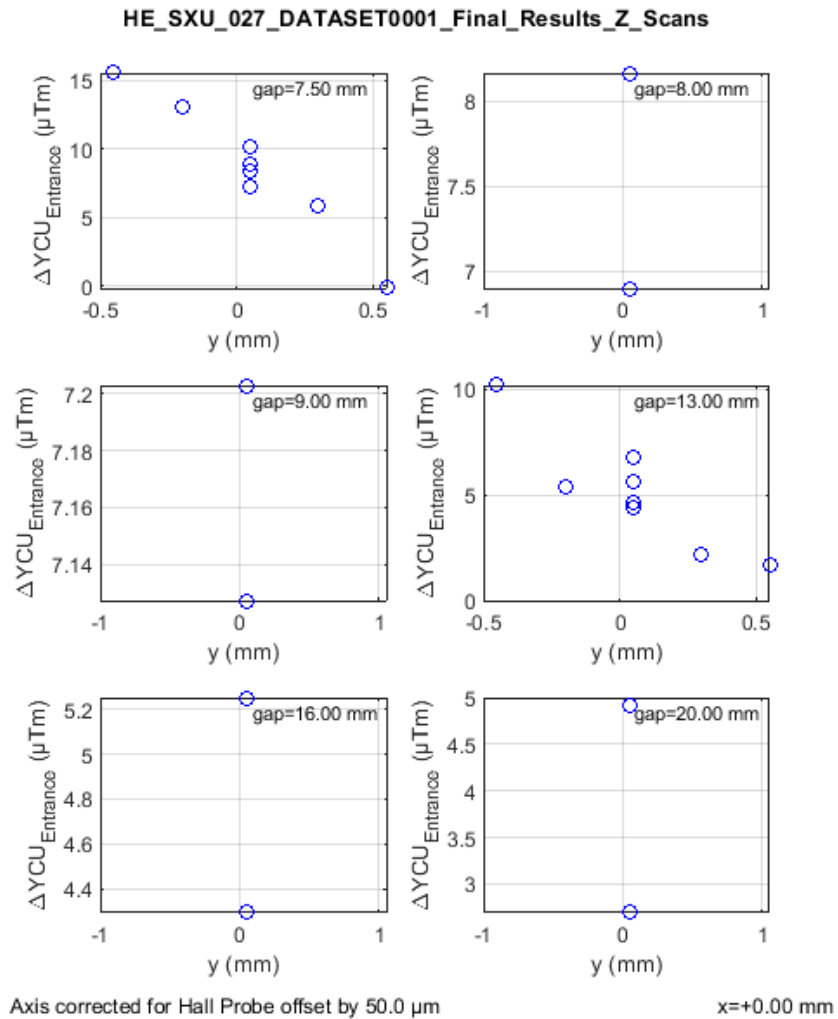 HE_SXU_027_DATASET0001_Final_Results_Z_Scans
ΔYCU_Entrance (µTm)
15
10
5
0
gap=7.50 mm
-0.5
0
0.5
y (mm)
ΔYCU_Entrance (µTm)
8
7.5
7
gap=8.00 mm
-1
0
1
y (mm)
ΔYCU_Entrance (µTm)
7.2
7.18
7.16
7.14
gap=9.00 mm
-1
0
1
y (mm)
ΔYCU_Entrance (µTm)
10
5
0
gap=13.00 mm
-0.5
0
0.5
y (mm)
ΔYCU_Entrance (µTm)
5.2
5
4.8
4.6
4.4
gap=16.00 mm
-1
0
1
y (mm)
ΔYCU_Entrance (µTm)
5
4.5
4
3.5
3
gap=20.00 mm
-1
0
1
y (mm)
Axis corrected for Hall Probe offset by 50.0 µm
x=+0.00 mm